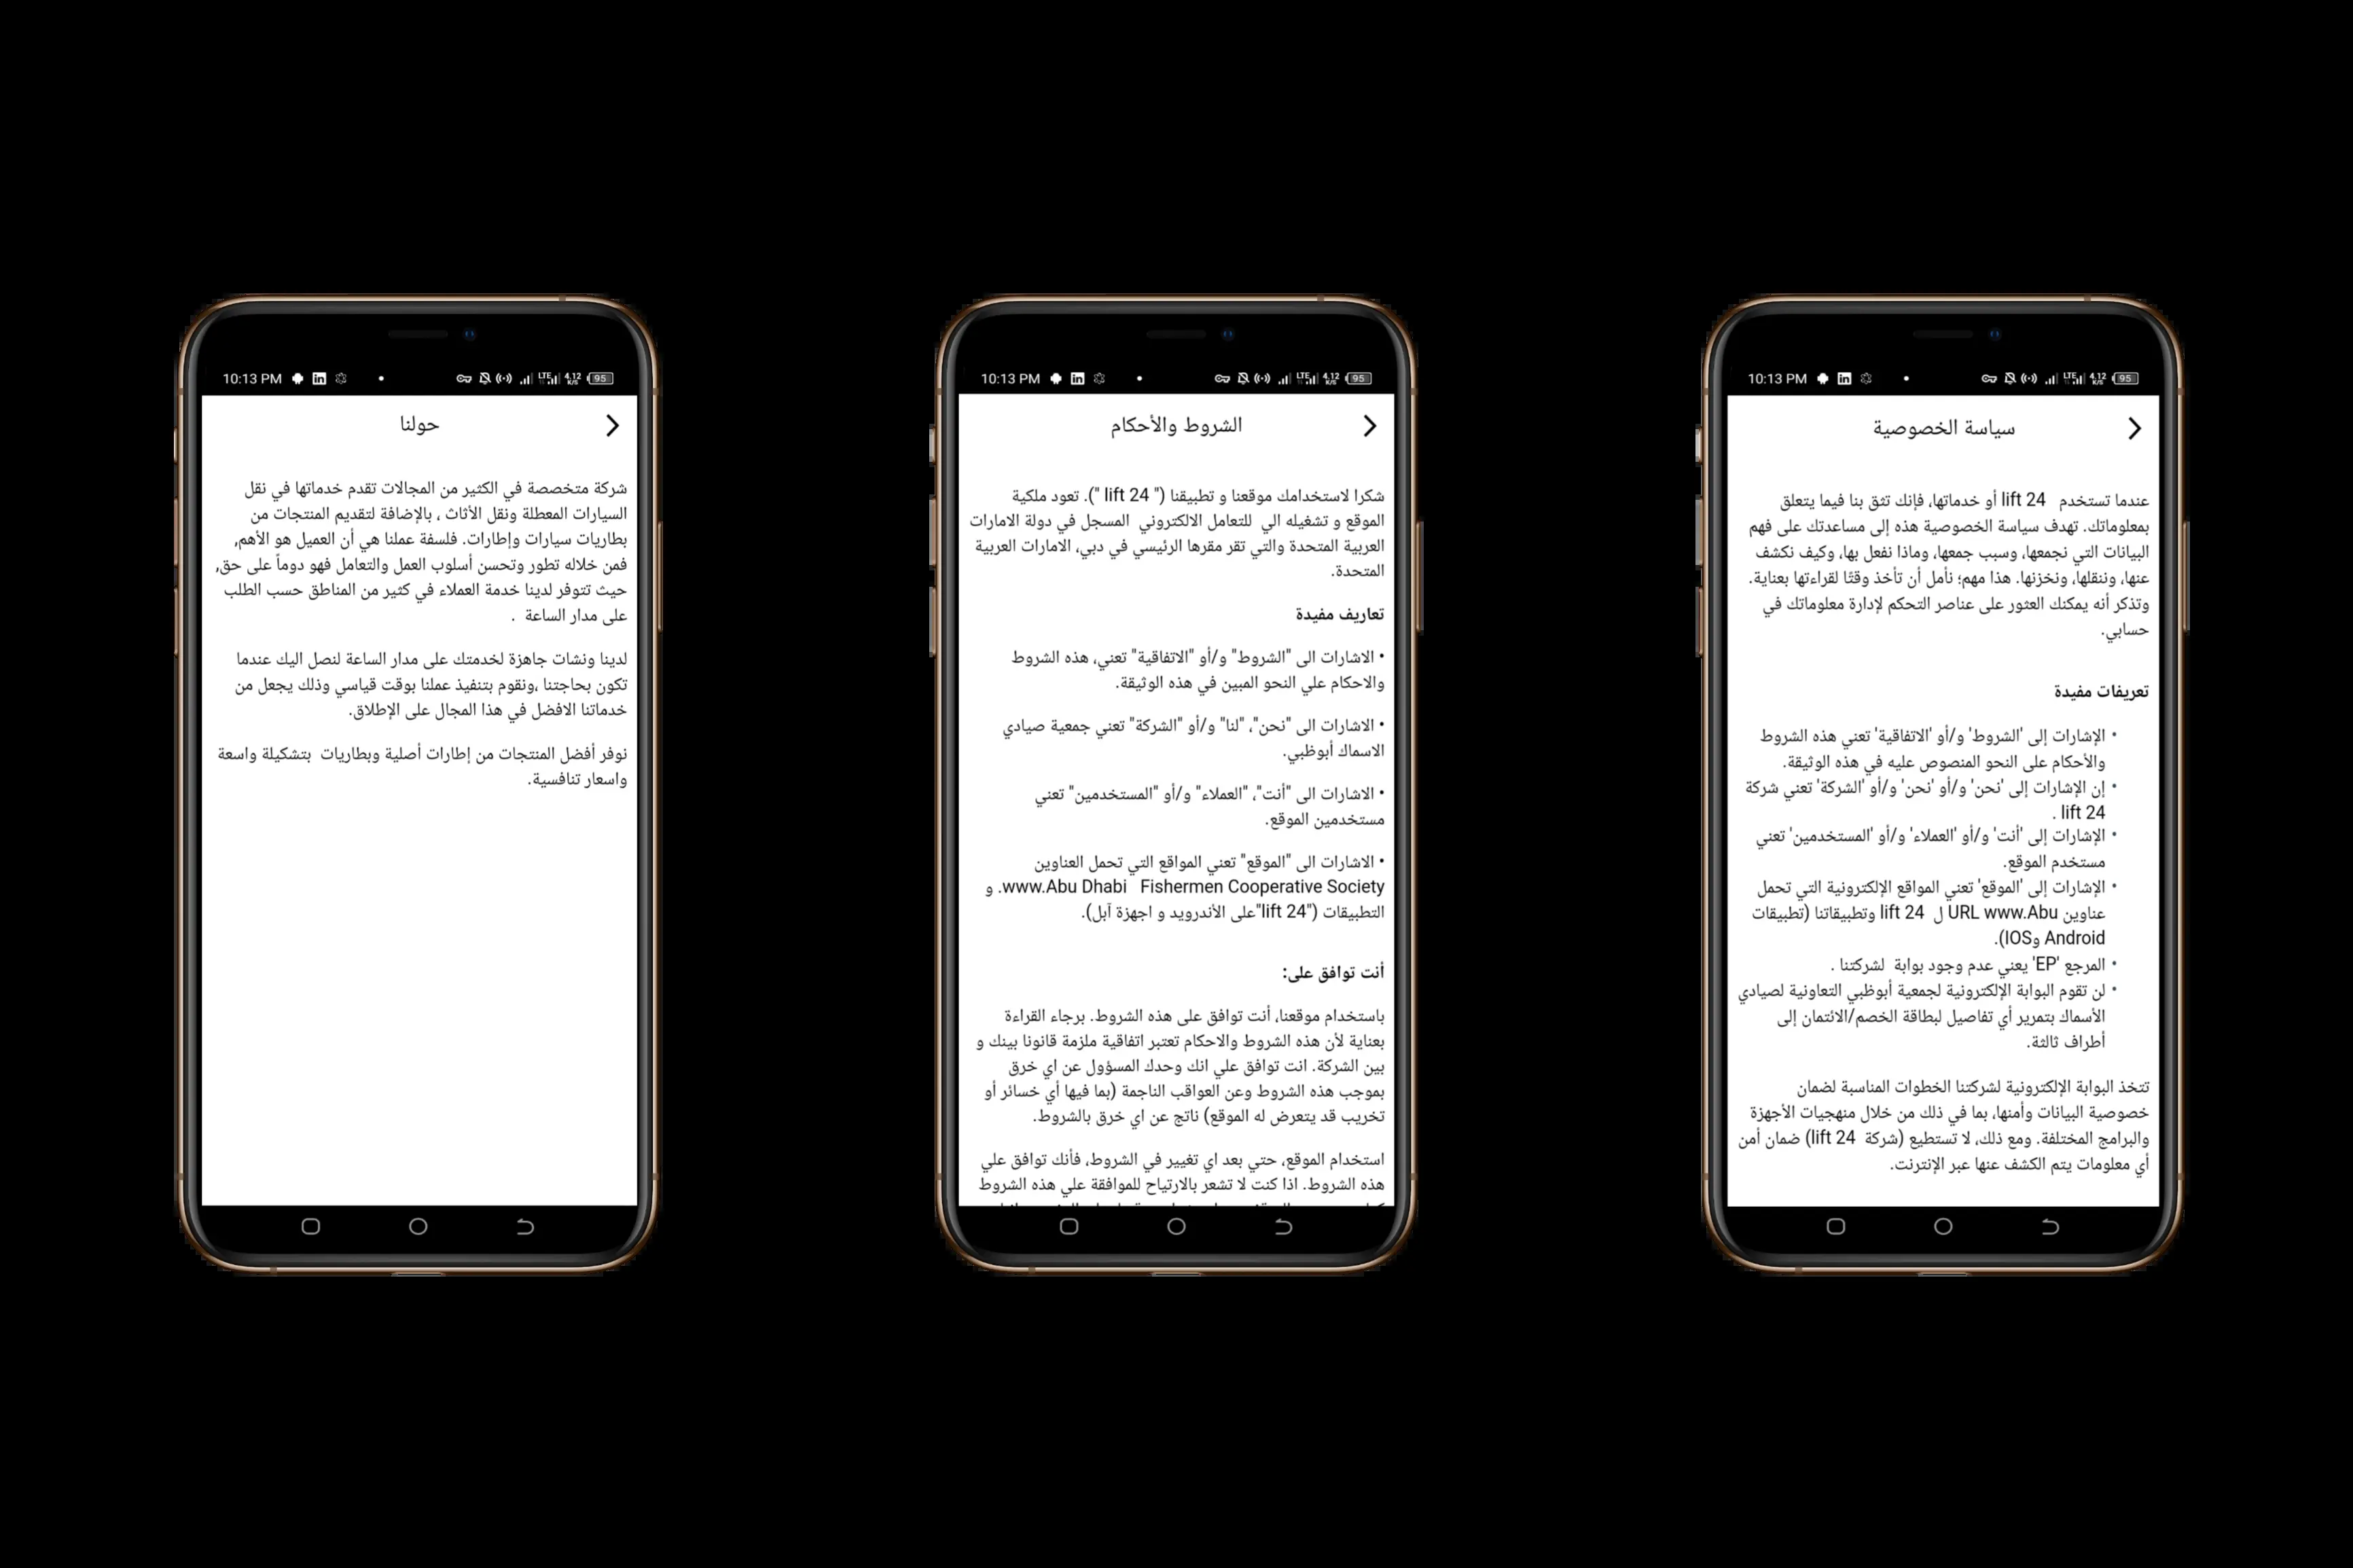 10:13 PM
LTE
4.12
K/S
95
حولنا
شركة متخصصة في الكثير من المجالات تقدم خدماتها في نقل
السيارات المعطلة ونقل الأثاث ، بالإضافة لتقديم المنتجات من
بطاريات سيارات وإطارات. فلسفة عملنا هي أن العميل هو الأهم,
فمن خلاله تطور وتحسن أسلوب العمل والتعامل فهو دوماً على حق,
حيث تتوفر لدينا خدمة العملاء في كثير من المناطق حسب الطلب
على مدار الساعة .
لدينا ونشات جاهزة لخدمتك على مدار الساعة لنصل اليك عندما
تكون بحاجتنا ،ونقوم بتنفيذ عملنا بوقت قياسي وذلك يجعل من
خدماتنا الافضل في هذا المجال على الإطلاق.
نوفر أفضل المنتجات من إطارات أصلية وبطاريات بتشكيلة واسعة
واسعار تنافسية.
10:13 PM
LTE
4.12
K/S
95
الشروط والأحكام
شكرا لاستخدامك موقعنا و تطبيقنا (" lift 24 "). تعود ملكية
الموقع و تشغيله الي للتعامل الالكتروني المسجل في دولة الامارات
العربية المتحدة والتي تقر مقرها الرئيسي في دبي، الامارات العربية
المتحدة.
تعاريف مفيدة
• الاشارات الى "الشروط" و/أو "الاتفاقية" تعني، هذه الشروط
والاحكام علي النحو المبين في هذه الوثيقة.
• الاشارات الى "نحن"، "لنا" و/أو "الشركة" تعني جمعية صيادي
الاسماك أبوظبي.
• الاشارات الى "أنت"، "العملاء" و/أو "المستخدمين" تعني
مستخدمين الموقع.
• الاشارات الى "الموقع" تعني المواقع التي تحمل العناوين
www.Abu Dhabi Fishermen Cooperative Society. و
التطبيقات ("lift 24"على الأندرويد و اجهزة آبل).
أنت توافق على:
باستخدام موقعنا، أنت توافق على هذه الشروط. برجاء القراءة
بعناية لأن هذه الشروط والاحكام تعتبر اتفاقية ملزمة قانونا بينك و
بين الشركة. انت توافق علي انك وحدك المسؤول عن اي خرق
بموجب هذه الشروط وعن العواقب الناجمة (بما فيها أي خسائر أو
تخريب قد يتعرض له الموقع) ناتج عن اي خرق بالشروط.
استخدام الموقع، حتي بعد اي تغيير في الشروط، فأنك توافق علي
هذه الشروط. اذا كنت لا تشعر بالارتياح للموافقة علي هذه الشروط
10:13 PM
LTE
4.12
K/S
95
سياسة الخصوصية
عندما تستخدم lift 24 أو خدماتها، فإنك تثق بنا فيما يتعلق
بمعلوماتك. تهدف سياسة الخصوصية هذه إلى مساعدتك على فهم
البيانات التي نجمعها، وسبب جمعها، وماذا نفعل بها، وكيف نكشف
عنها، وننقلها، ونخزنها. هذا مهم؛ نأمل أن تأخذ وقتًا لقراءتها بعناية.
وتذكر أنه يمكنك العثور على عناصر التحكم لإدارة معلوماتك في
حسابي.
تعريفات مفيدة
• الإشارات إلى 'الشروط' و/أو 'الاتفاقية' تعني هذه الشروط
والأحكام على النحو المنصوص عليه في هذه الوثيقة.
• إن الإشارات إلى 'نحن' و/أو 'نحن' و/أو 'الشركة' تعني شركة
lift 24 .
• الإشارات إلى 'أنت' و/أو 'العملاء' و/أو 'المستخدمين' تعني
مستخدم الموقع.
• الإشارات إلى 'الموقع' تعني المواقع الإلكترونية التي تحمل
عناوين URL www.Abu ل lift 24 وتطبيقاتنا (تطبيقات
Android وIOS).
• المرجع 'EP' يعني عدم وجود بوابة لشركتنا .
• لن تقوم البوابة الإلكترونية لجمعية أبوظبي التعاونية لصيادي
الأسماك بتمرير أي تفاصيل لبطاقة الخصم/الائتمان إلى
أطراف ثالثة.
تتخذ البوابة الإلكترونية لشركتنا الخطوات المناسبة لضمان
خصوصية البيانات وأمنها، بما في ذلك من خلال منهجيات الأجهزة
والبرامج المختلفة. ومع ذلك، لا تستطيع (شركة lift 24) ضمان أمن
أي معلومات يتم الكشف عنها عبر الإنترنت.